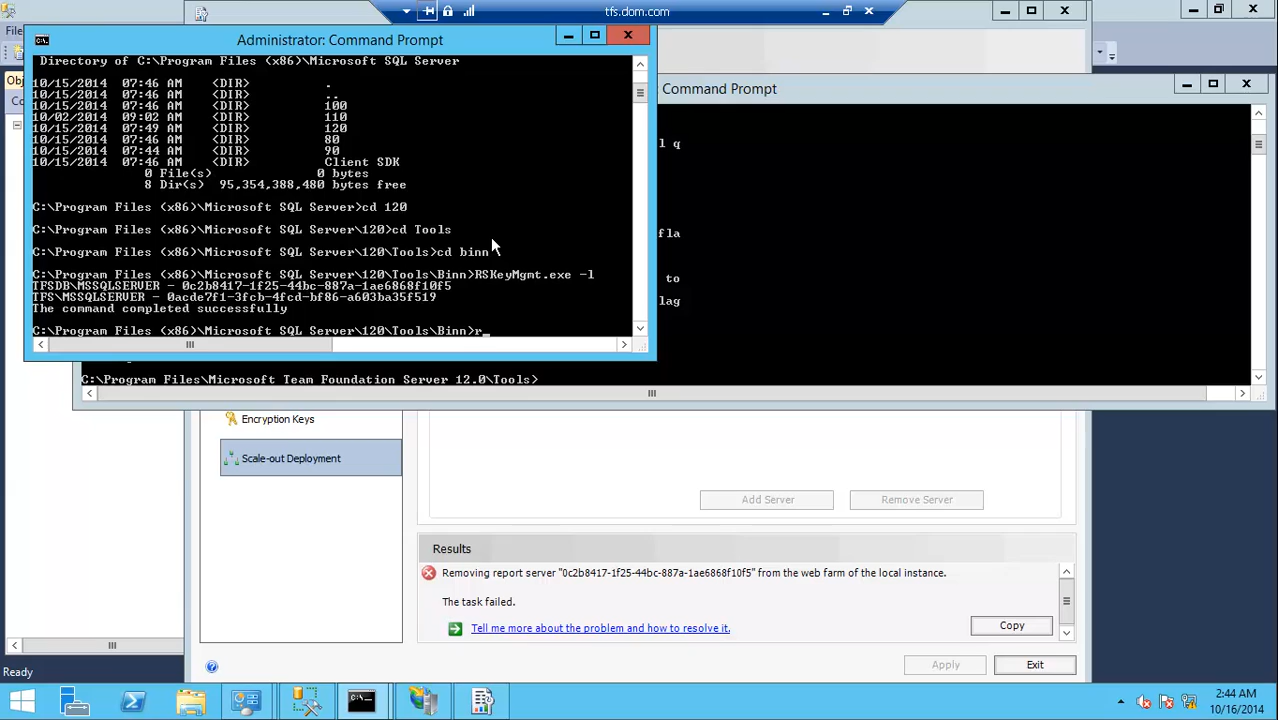 tfs.dom.com
Fil
Administrator: Command Prompt
Command Prompt
Obj
Co
Directory of C:\Program Files (x86)\Microsoft SQL Server
10/15/2014 07:46 AM <DIR> .
10/15/2014 07:46 AM <DIR> ..
10/15/2014 07:46 AM <DIR> 100
10/02/2014 09:02 AM <DIR> 110
10/15/2014 07:49 AM <DIR> 120
10/15/2014 07:46 AM <DIR> 80
10/15/2014 07:44 AM <DIR> 90
10/15/2014 07:46 AM <DIR> Client SDK
0 File(s) 0 bytes
8 Dir(s) 95,354,388,480 bytes free
C:\Program Files (x86)\Microsoft SQL Server>cd 120
C:\Program Files (x86)\Microsoft SQL Server\120>cd Tools
C:\Program Files (x86)\Microsoft SQL Server\120\Tools>cd binn
C:\Program Files (x86)\Microsoft SQL Server\120\Tools\Binn>RSKeyMgmt.exe -l
TFSDB\MSSQLSERVER - 0c2b8417-1f25-44bc-887a-1ae6868f10f5
TFS\MSSQLSERVER - 0acde7f1-3fcb-4fcd-bf86-a603ba35f519
The command completed successfully
C:\Program Files (x86)\Microsoft SQL Server\120\Tools\Binn>r_
l q
fla
to
lag
C:\Program Files\Microsoft Team Foundation Server 12.0\Tools>
Encryption Keys
Scale-out Deployment
Add Server
Remove Server
Results
Removing report server "0c2b8417-1f25-44bc-887a-1ae6868f10f5" from the web farm of the local instance.
The task failed.
Tell me more about the problem and how to resolve it.
Copy
Ready
Apply
Exit
2:44 AM
10/16/2014